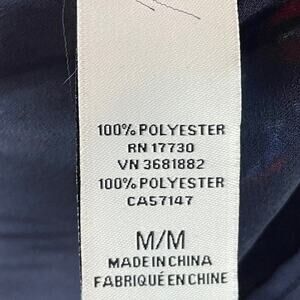 100% POLYESTER
RN 17730
VN 3681882
100% POLYESTER
CA57147
M/M
MADE IN CHINA
FABRIQUÉ EN CHINE